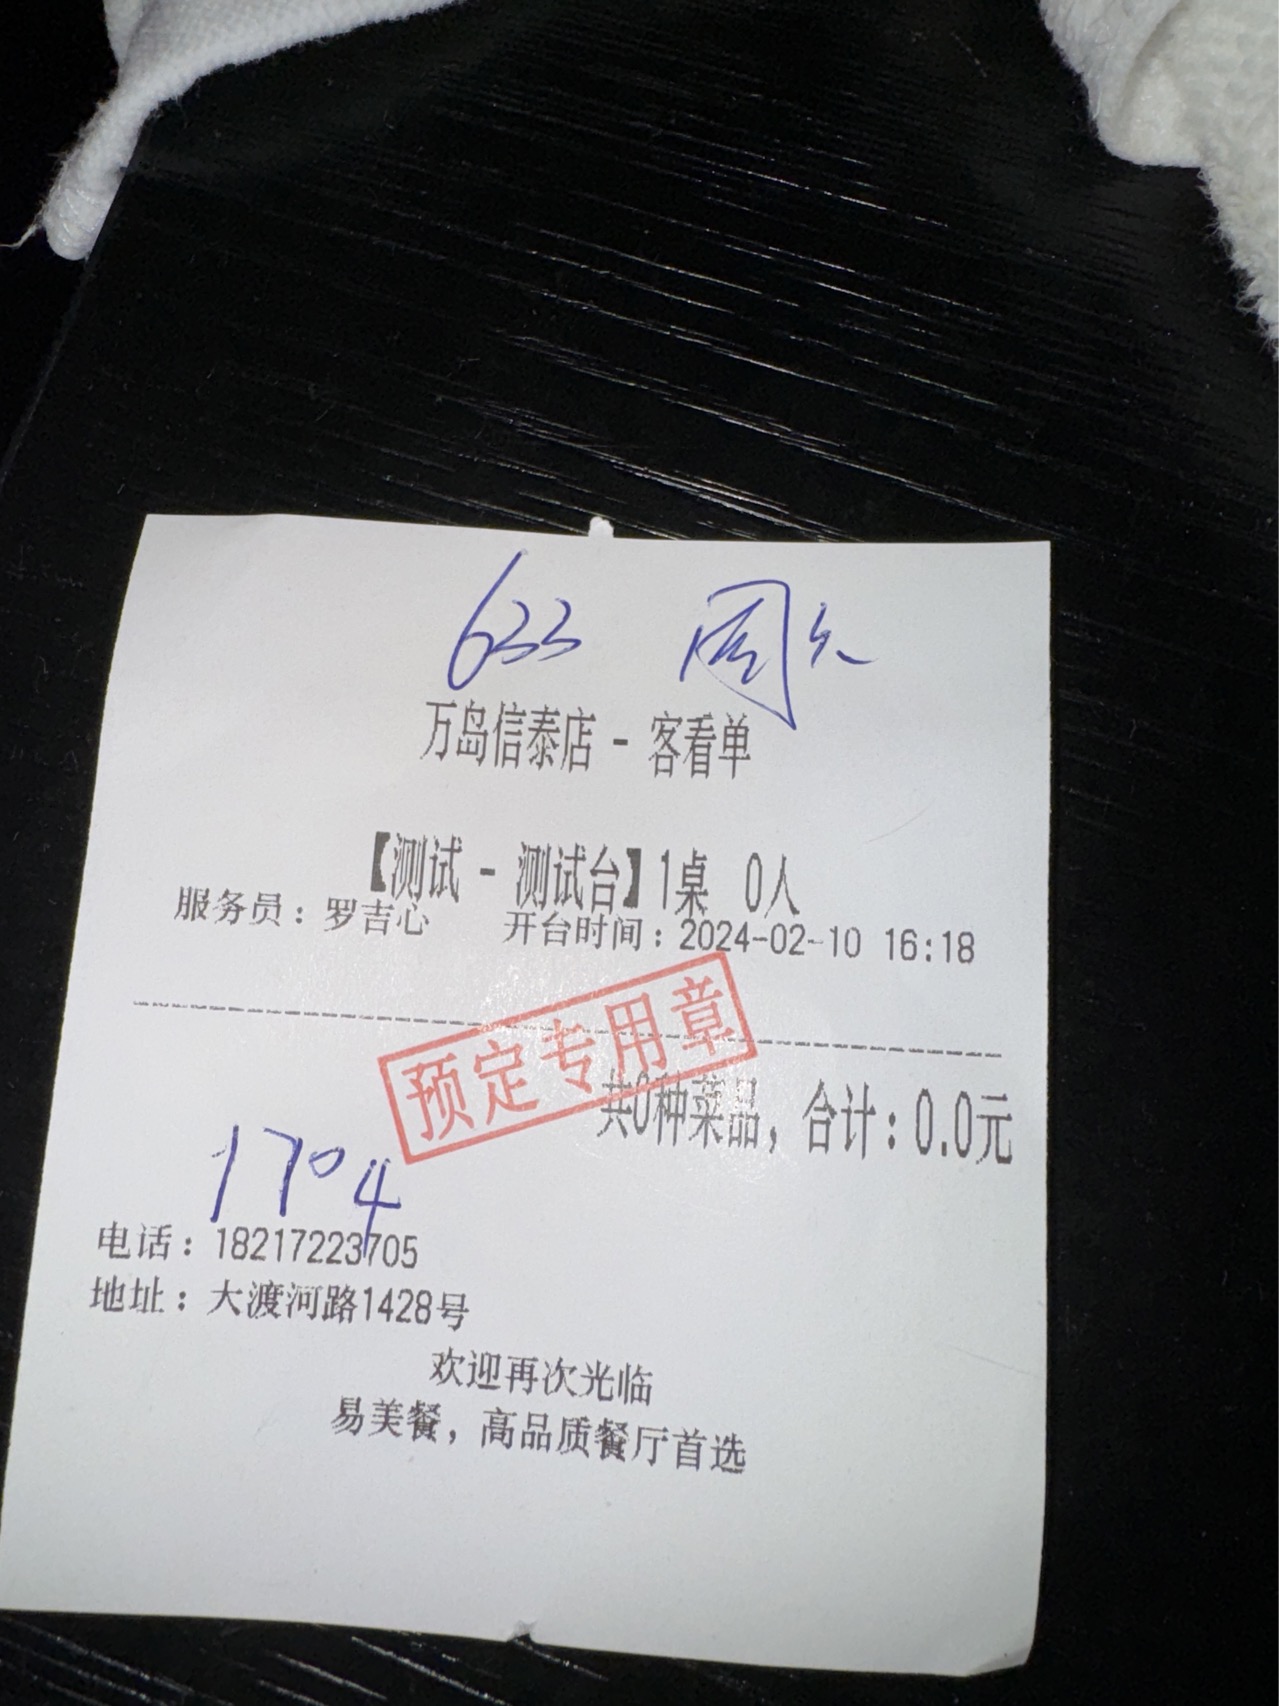 633 周生
万岛信泰店 - 客看单
【测试 - 测试台】1桌 0人
服务员：罗吉心 开台时间：2024-02-10 16:18
预定专用章
共0种菜品，合计：0.0元
1704
电话：18217223705
地址：大渡河路1428号
欢迎再次光临
易美餐，高品质餐厅首选